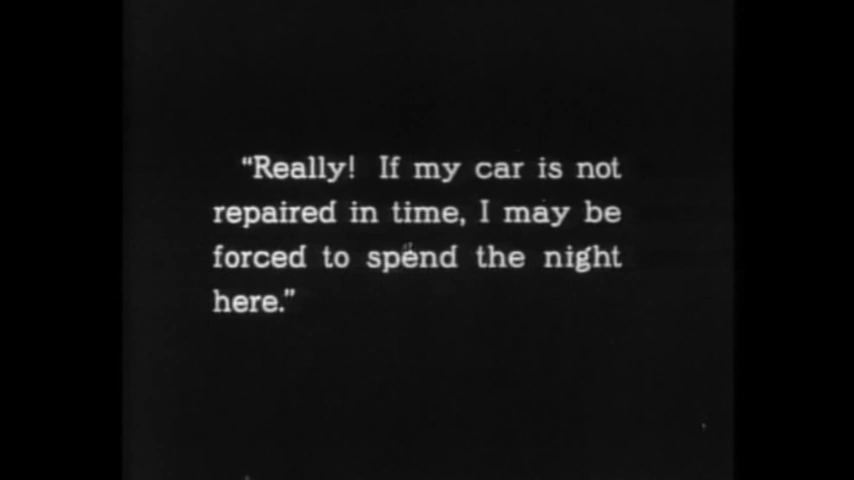 “Really! If my car is not
repaired in time, I may be
forced to spend the night
here.”